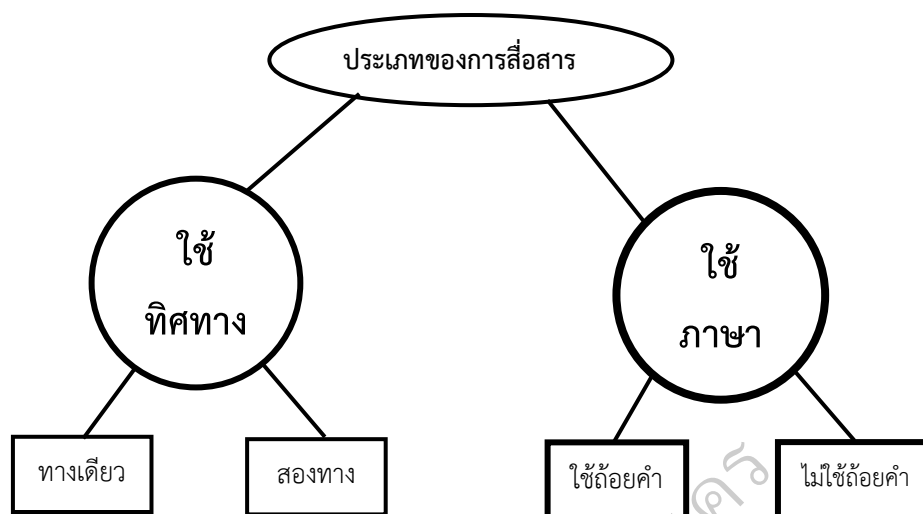 ประเภทของการสื่อสาร
ใช้
ทิศทาง
ใช้
ภาษา
ทางเดียว
สองทาง
ใช้ถ้อยคำ
ไม่ใช้ถ้อยคำ